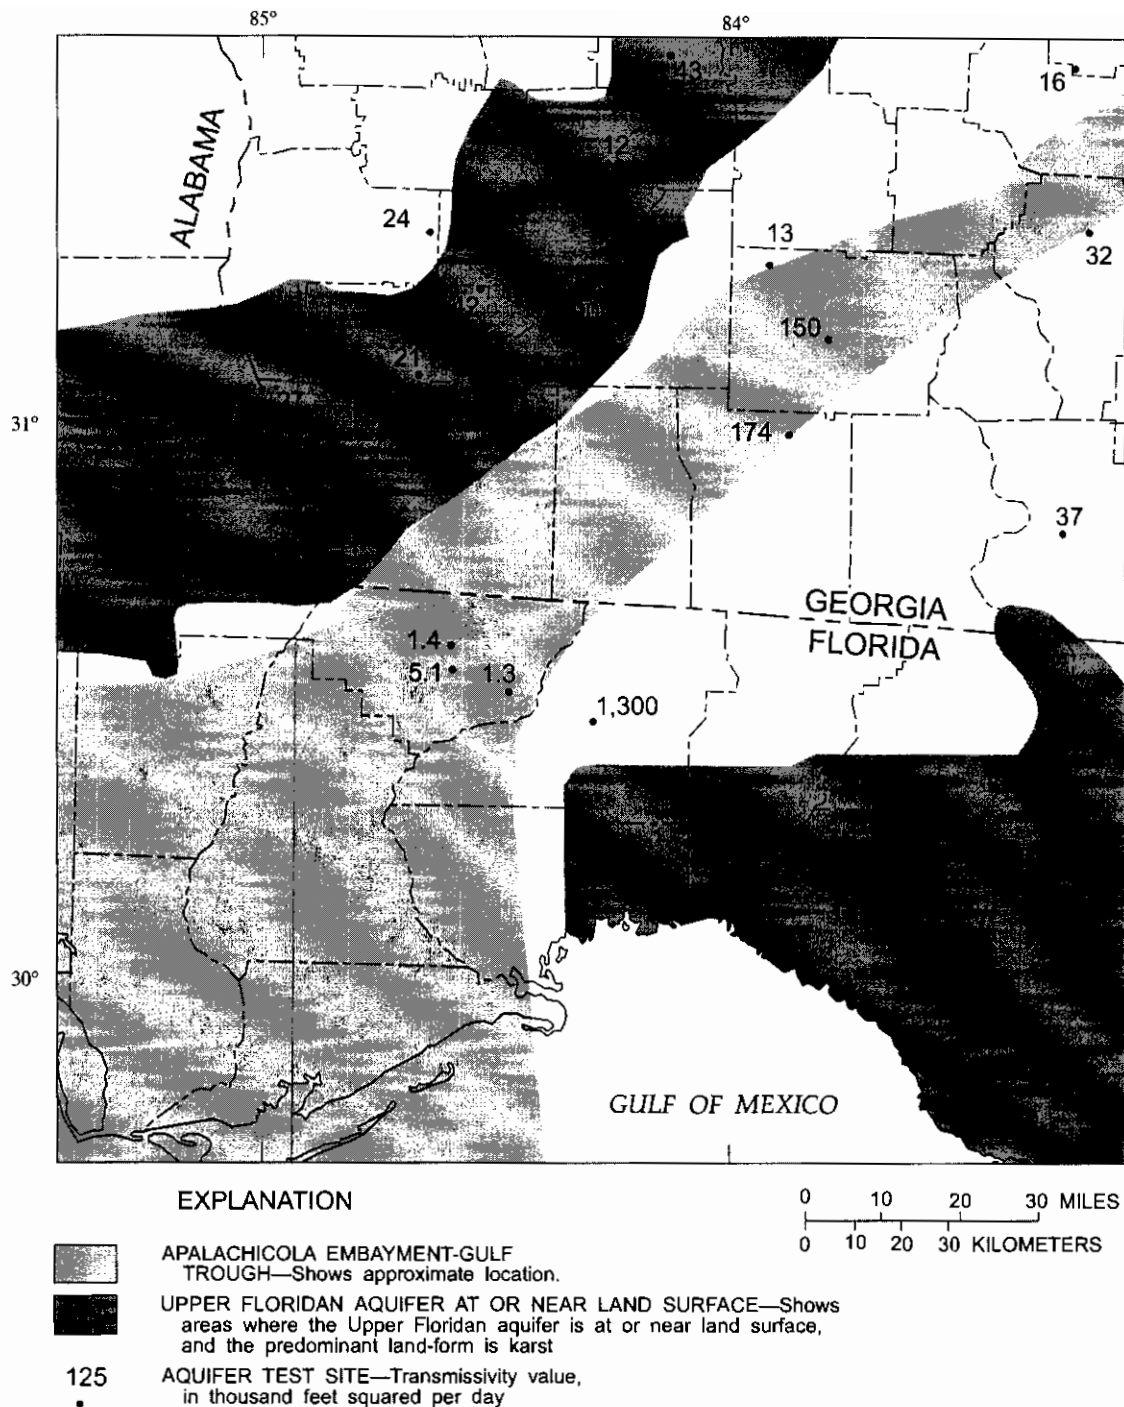 85°
84°
43
16
12
ALABAMA
24
13
32
150
21
31°
174
37
GEORGIA
FLORIDA
1.4
5.1
1.3
1,300
30°
GULF OF MEXICO
EXPLANATION
0 10 20 30 MILES
0 10 20 30 KILOMETERS
APALACHICOLA EMBAYMENT-GULF
TROUGH—Shows approximate location.
UPPER FLORIDAN AQUIFER AT OR NEAR LAND SURFACE—Shows
areas where the Upper Floridan aquifer is at or near land surface,
and the predominant land-form is karst
125
AQUIFER TEST SITE—Transmissivity value,
in thousand feet squared per day